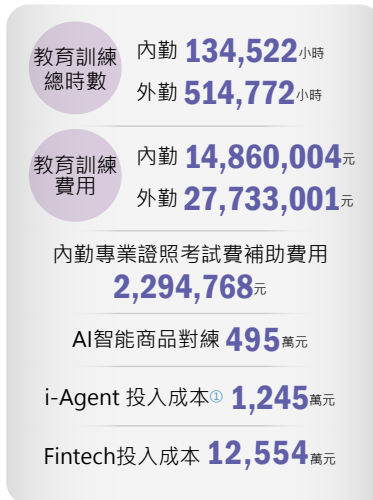 教育訓練
總時數
內勤 134,522小時
外勤 514,772小時
教育訓練
費用
內勤 14,860,004元
外勤 27,733,001元
內勤專業證照考試費補助費用
2,294,768元
AI智能商品對練 495萬元
i-Agent 投入成本① 1,245萬元
Fintech投入成本 12,554萬元